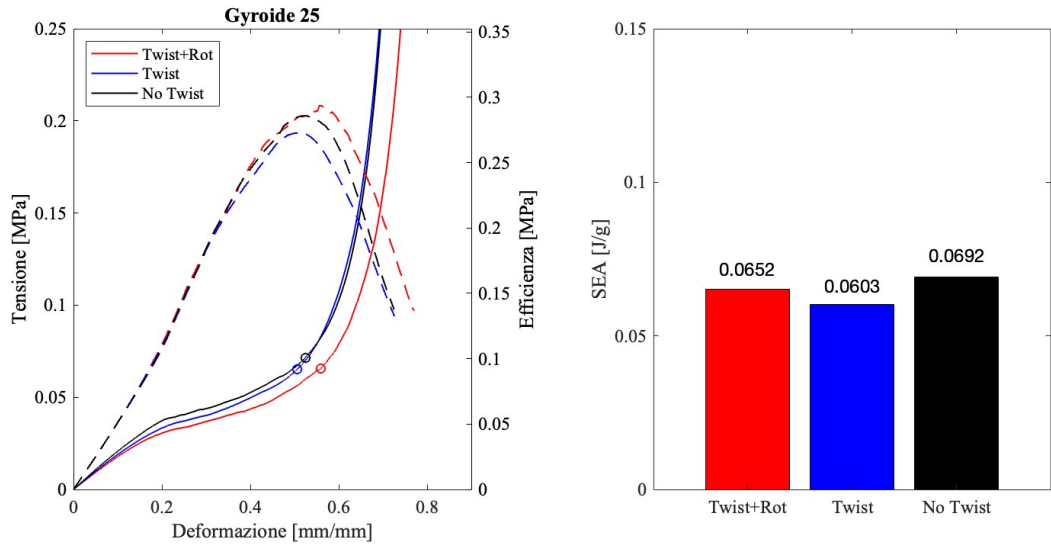 Gyroide 25
0.25
0.2
0.15
0.1
0.05
0
Tensione [MPa]
Twist+Rot
Twist
No Twist
0.35
0.3
0.25
0.2
0.15
0.1
0.05
0
Efficienza [MPa]
0
0.2
0.4
0.6
0.8
Deformazione [mm/mm]
0.15
0.1
0.05
0
SEA [J/g]
0.0652
0.0603
0.0692
Twist+Rot
Twist
No Twist